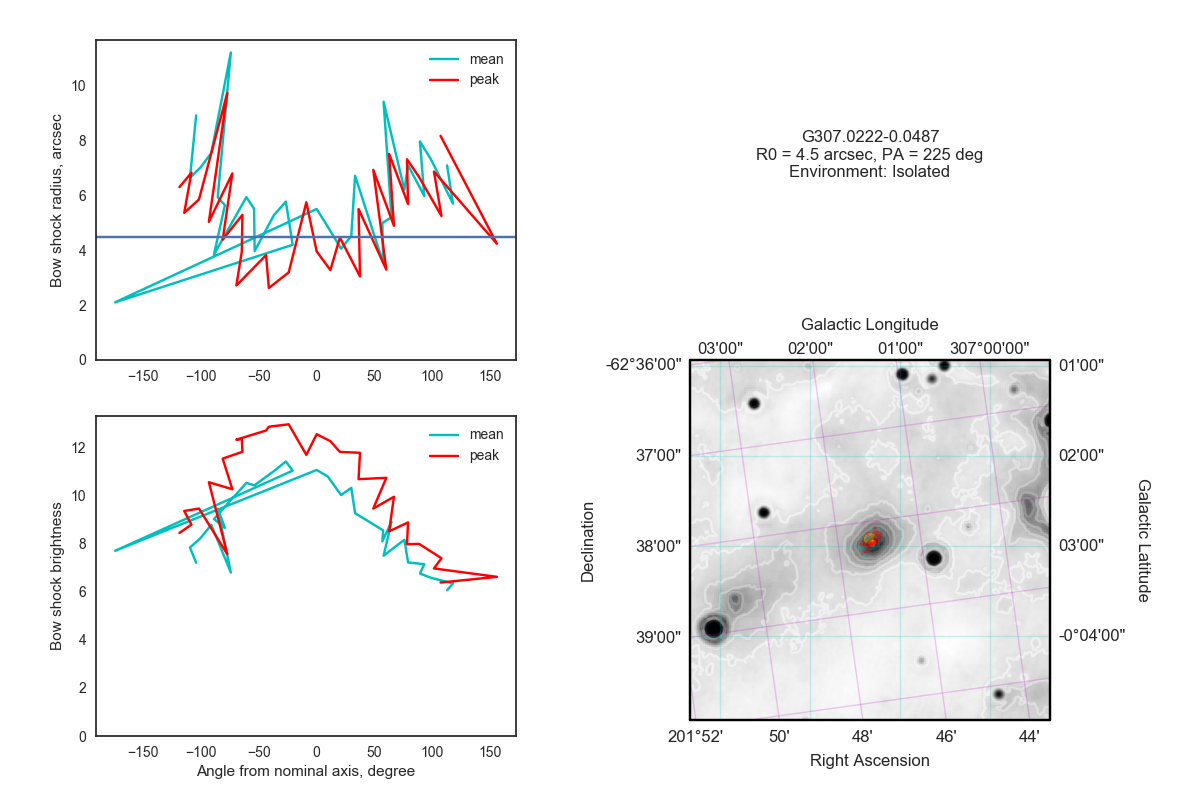 mean
peak
10
8
6
4
2
0
Bow shock radius, arcsec
−150
−100
−50
0
50
100
150
mean
peak
12
10
8
6
4
2
0
Bow shock brightness
−150
−100
−50
0
50
100
150
Angle from nominal axis, degree
G307.0222-0.0487
R0 = 4.5 arcsec, PA = 225 deg
Environment: Isolated
Galactic Longitude
03'00" 02'00" 01'00" 307°00'00"
-62°36'00"
37'00"
38'00"
39'00"
Declination
01'00"
02'00"
03'00"
-0°04'00"
Galactic Latitude
201°52' 50' 48' 46' 44'
Right Ascension